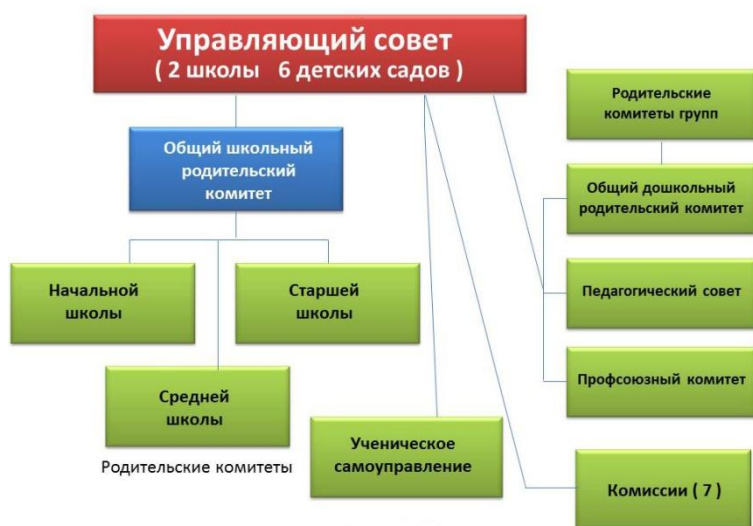 Управляющий совет
( 2 школы 6 детских садов )
Общий школьный
родительский
комитет
Начальной
школы
Старшей
школы
Средней
школы
Родительские комитеты
Ученическое
самоуправление
Родительские
комитеты групп
Общий дошкольный
родительский комитет
Педагогический совет
Профсоюзный комитет
Комиссии ( 7 )